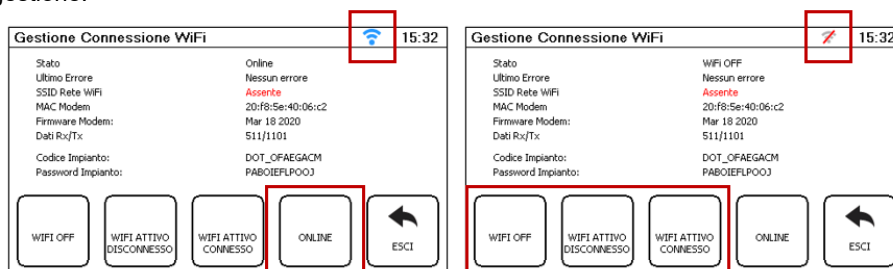 Gestione Connessione WiFi 15:32
Stato Online
Ultimo Errore Nessun errore
SSID Rete WiFi Assente
MAC Modem 20:f8:5e:40:06:c2
Firmware Modem: Mar 18 2020
Dati Rx/Tx 511/1101
Codice Impianto: DOT_OFAEGACM
Password Impianto: PABOIEFLPOOJ
WIFI OFF
WIFI ATTIVO
DISCONNESSO
WIFI ATTIVO
CONNESSO
ONLINE
ESCI
Gestione Connessione WiFi 15:32
Stato WiFi OFF
Ultimo Errore Nessun errore
SSID Rete WiFi Assente
MAC Modem 20:f8:5e:40:06:c2
Firmware Modem: Mar 18 2020
Dati Rx/Tx 511/1101
Codice Impianto: DOT_OFAEGACM
Password Impianto: PABOIEFLPOOJ
WIFI OFF
WIFI ATTIVO
DISCONNESSO
WIFI ATTIVO
CONNESSO
ONLINE
ESCI